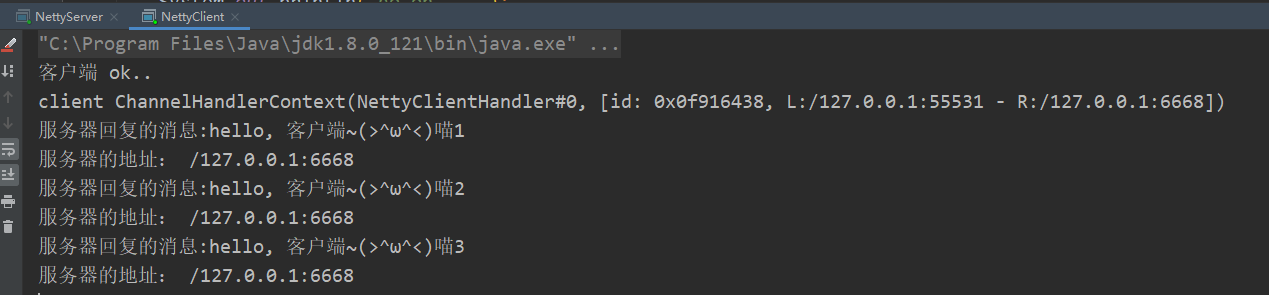 NettyServer × NettyClient ×
"C:\Program Files\Java\jdk1.8.0_121\bin\java.exe" ...
客户端 ok..
client ChannelHandlerContext(NettyClientHandler#0, [id: 0x0f916438, L:/127.0.0.1:55531 - R:/127.0.0.1:6668])
服务器回复的消息:hello, 客户端~(>^ω^<)喵1
服务器的地址: /127.0.0.1:6668
服务器回复的消息:hello, 客户端~(>^ω^<)喵2
服务器的地址: /127.0.0.1:6668
服务器回复的消息:hello, 客户端~(>^ω^<)喵3
服务器的地址: /127.0.0.1:6668